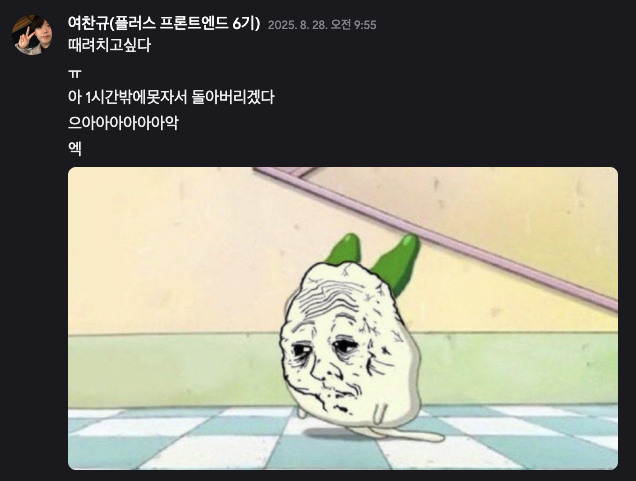 여찬규(플러스 프론트엔드 6기) 2025. 8. 28. 오전 9:55
때려치고싶다
ㅠ
아 1시간밖에못자서 돌아버리겠다
으아아아아아아악
엑